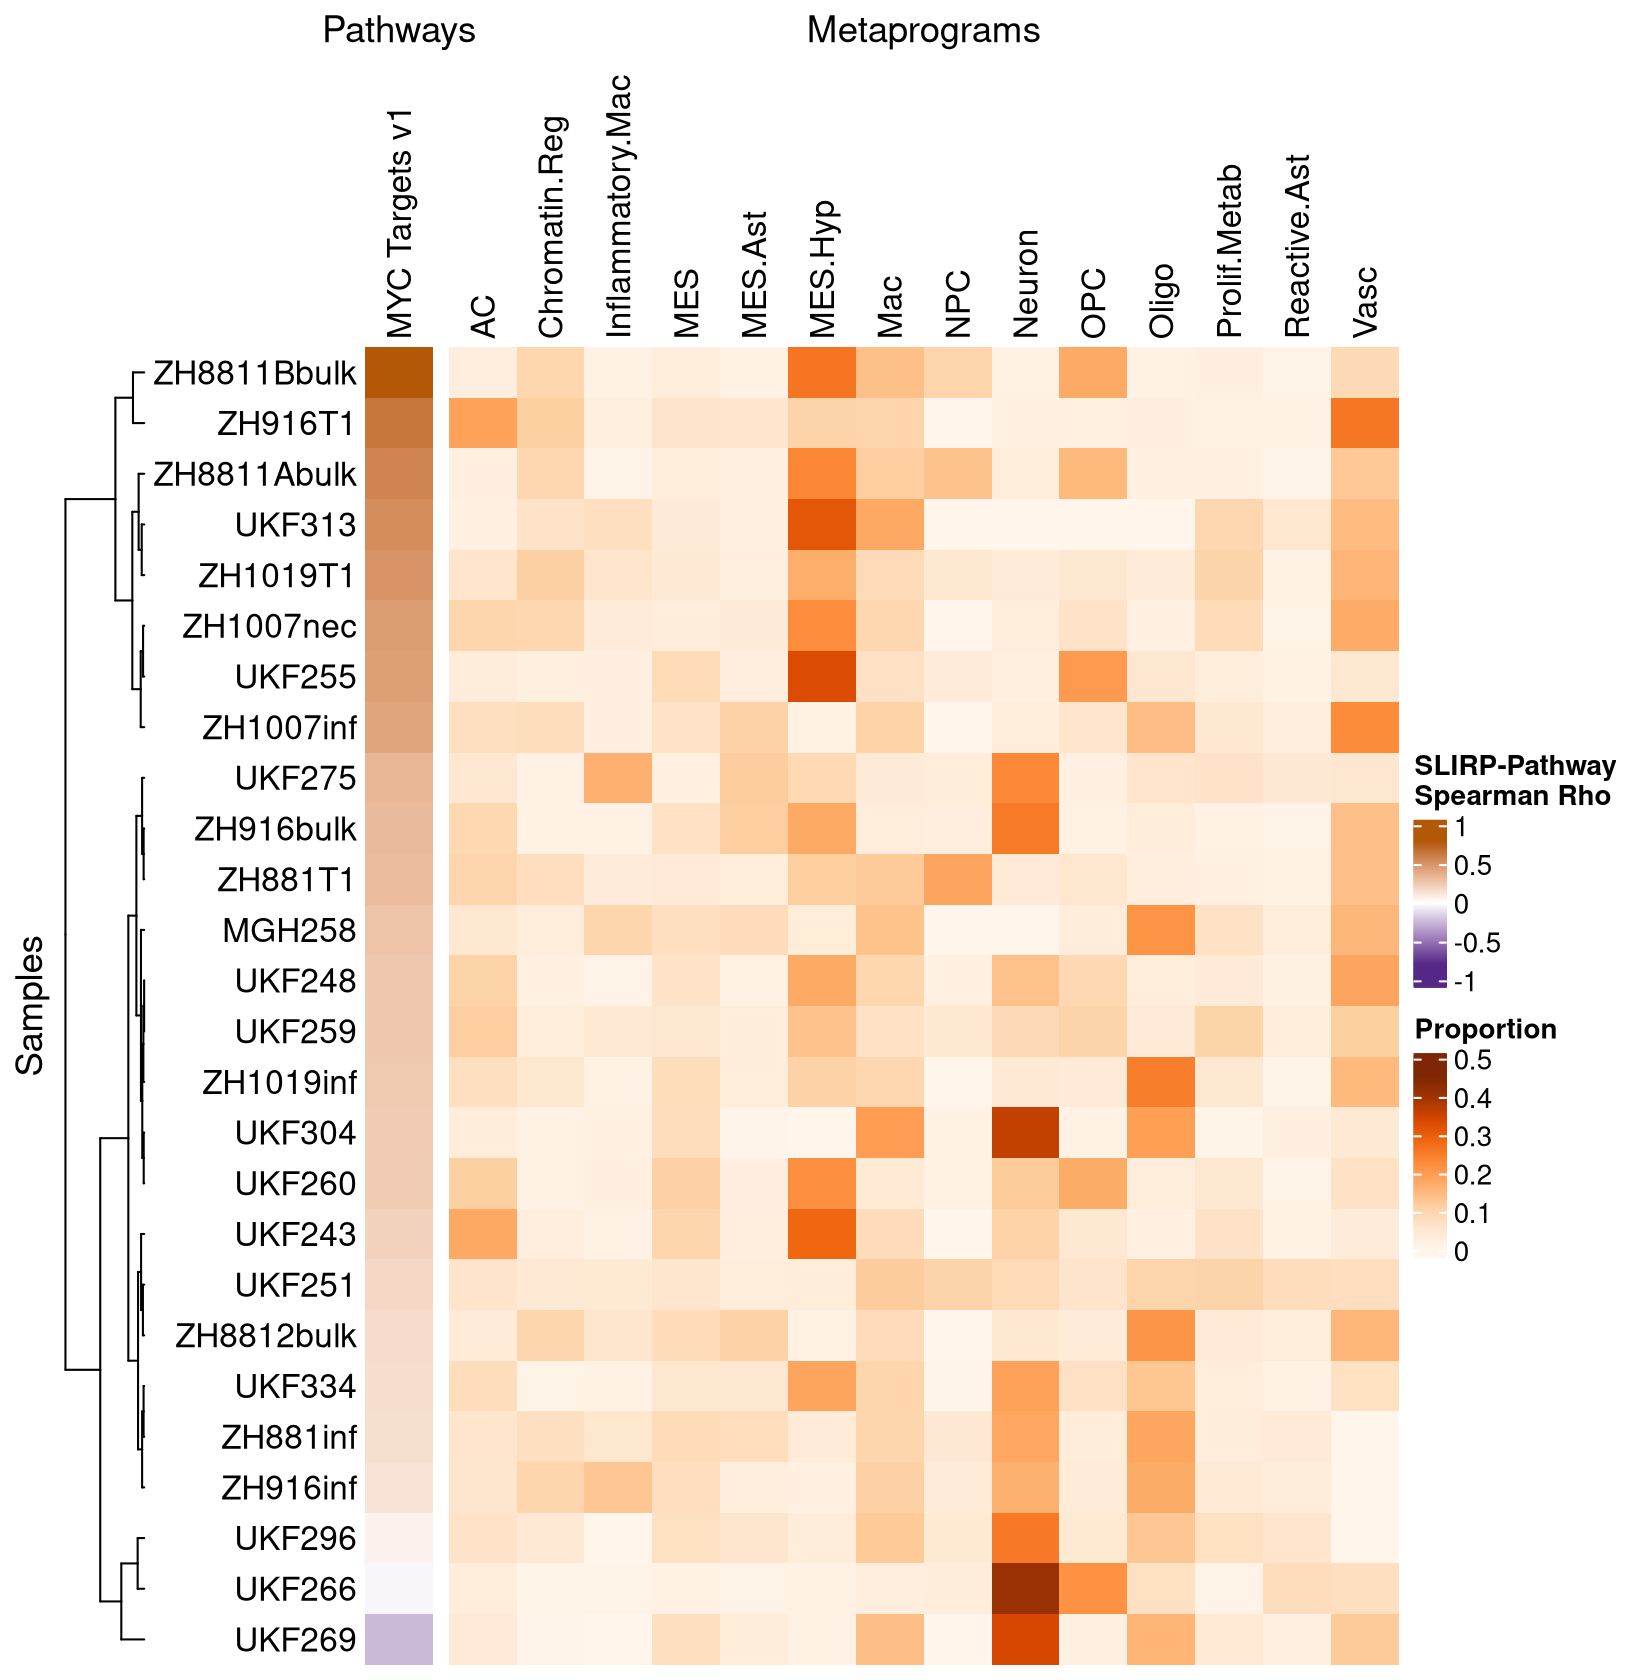 Pathways
Metaprograms
MYC Targets v1
AC
Chromatin.Reg
Inflammatory.Mac
MES
MES.Ast
MES.Hyp
Mac
NPC
Neuron
OPC
Oligo
Prolif.Metab
Reactive.Ast
Vasc
Samples
ZH8811Bbulk
ZH916T1
ZH8811Abulk
UKF313
ZH1019T1
ZH1007nec
UKF255
ZH1007inf
UKF275
ZH916bulk
ZH881T1
MGH258
UKF248
UKF259
ZH1019inf
UKF304
UKF260
UKF243
UKF251
ZH8812bulk
UKF334
ZH881inf
ZH916inf
UKF296
UKF266
UKF269
SLIRP-Pathway
Spearman Rho
1
0.5
0
-0.5
-1
Proportion
0.5
0.4
0.3
0.2
0.1
0